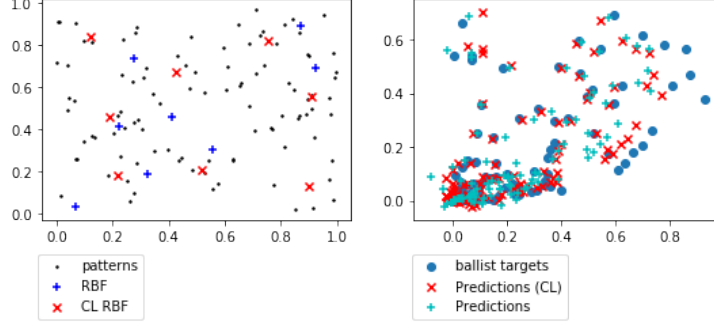 1.0
0.8
0.6
0.4
0.2
0.0
0.0 0.2 0.4 0.6 0.8 1.0
patterns
RBF
CL RBF
0.6
0.4
0.2
0.0
0.0 0.2 0.4 0.6 0.8
ballist targets
Predictions (CL)
Predictions